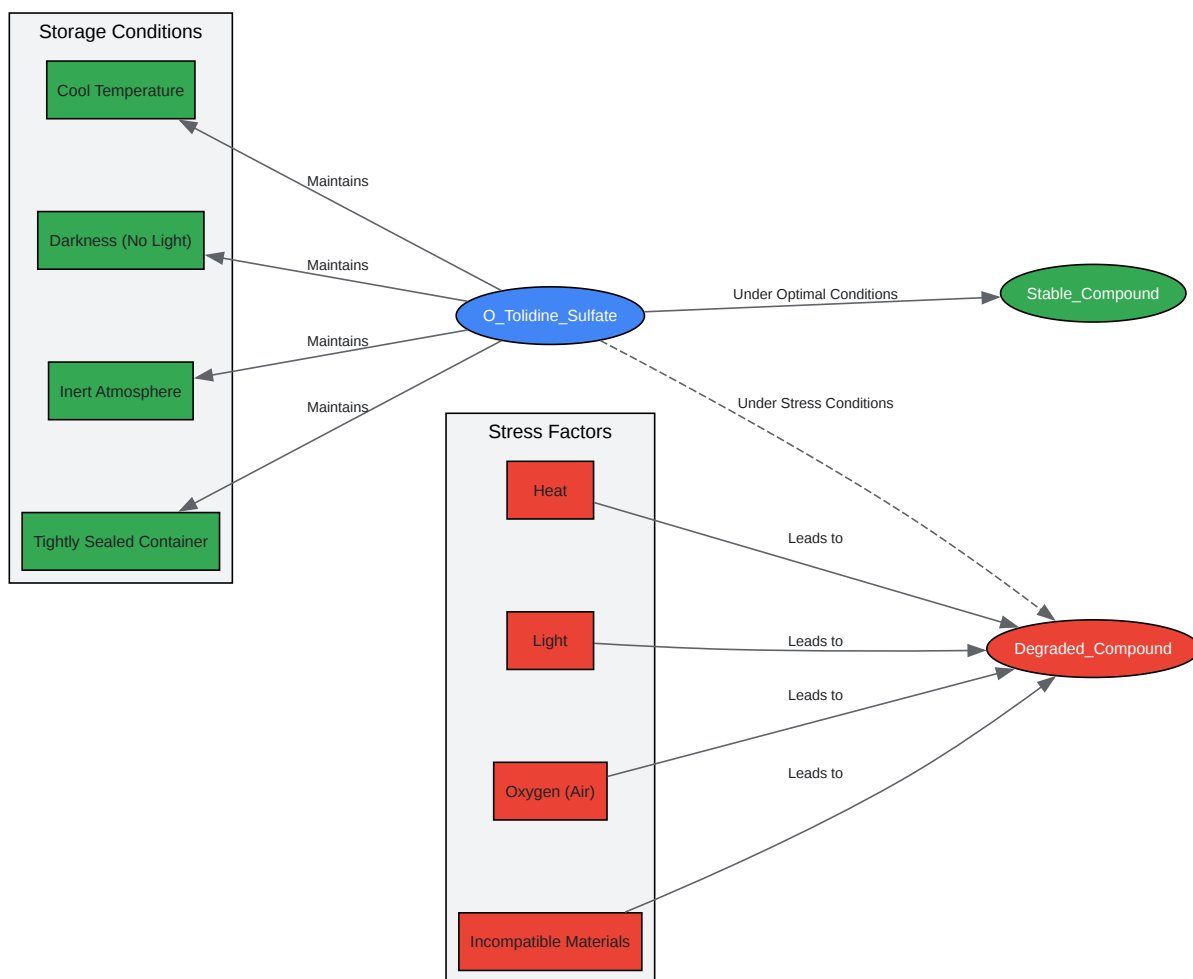 Storage Conditions
Cool Temperature
Maintains
Darkness (No Light)
Maintains
Under Optimal Conditions
Stable_Compound
O_Tolidine_Sulfate
Maintains
Inert Atmosphere
Maintains
Under Stress Conditions
Stress Factors
Heat
Tightly Sealed Container
Leads to
Light
Leads to
Degraded_Compound
Leads to
Oxygen (Air)
Leads to
Incompatible Materials